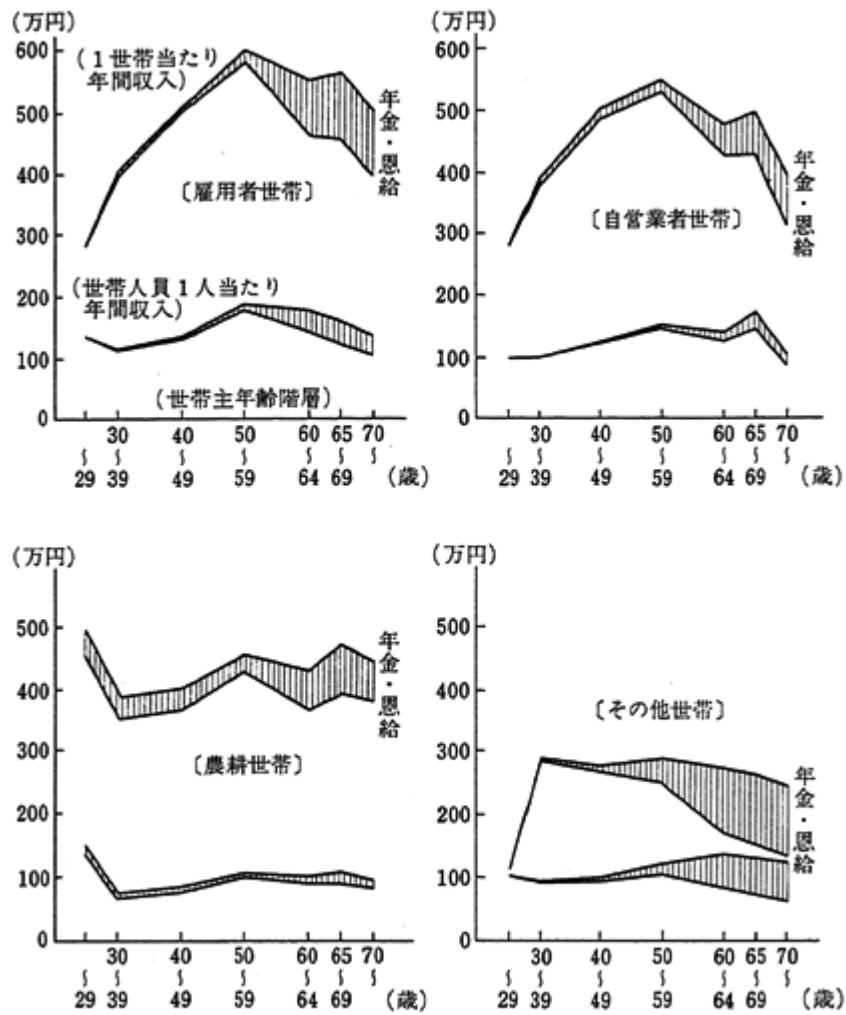 (万円)
600
500
400
300
200
100
0
(1世帯当たり
年間収入)
年金・恩給
〔雇用者世帯〕
(世帯人員1人当たり
年間収入)
(世帯主年齢階層)
30 40 50 60 65 70
〜 〜 〜 〜 〜 〜 〜
29 39 49 59 64 69 (歳)
(万円)
600
500
400
300
200
100
0
年金・恩給
〔自営業者世帯〕
30 40 50 60 65 70
〜 〜 〜 〜 〜 〜 〜
29 39 49 59 64 69 (歳)
(万円)
500
400
300
200
100
0
年金・恩給
〔農耕世帯〕
30 40 50 60 65 70
〜 〜 〜 〜 〜 〜 〜
29 39 49 59 64 69 (歳)
(万円)
500
400
300
200
100
0
〔その他世帯〕
年金・恩給
30 40 50 60 65 70
〜 〜 〜 〜 〜 〜 〜
29 39 49 59 64 69 (歳)